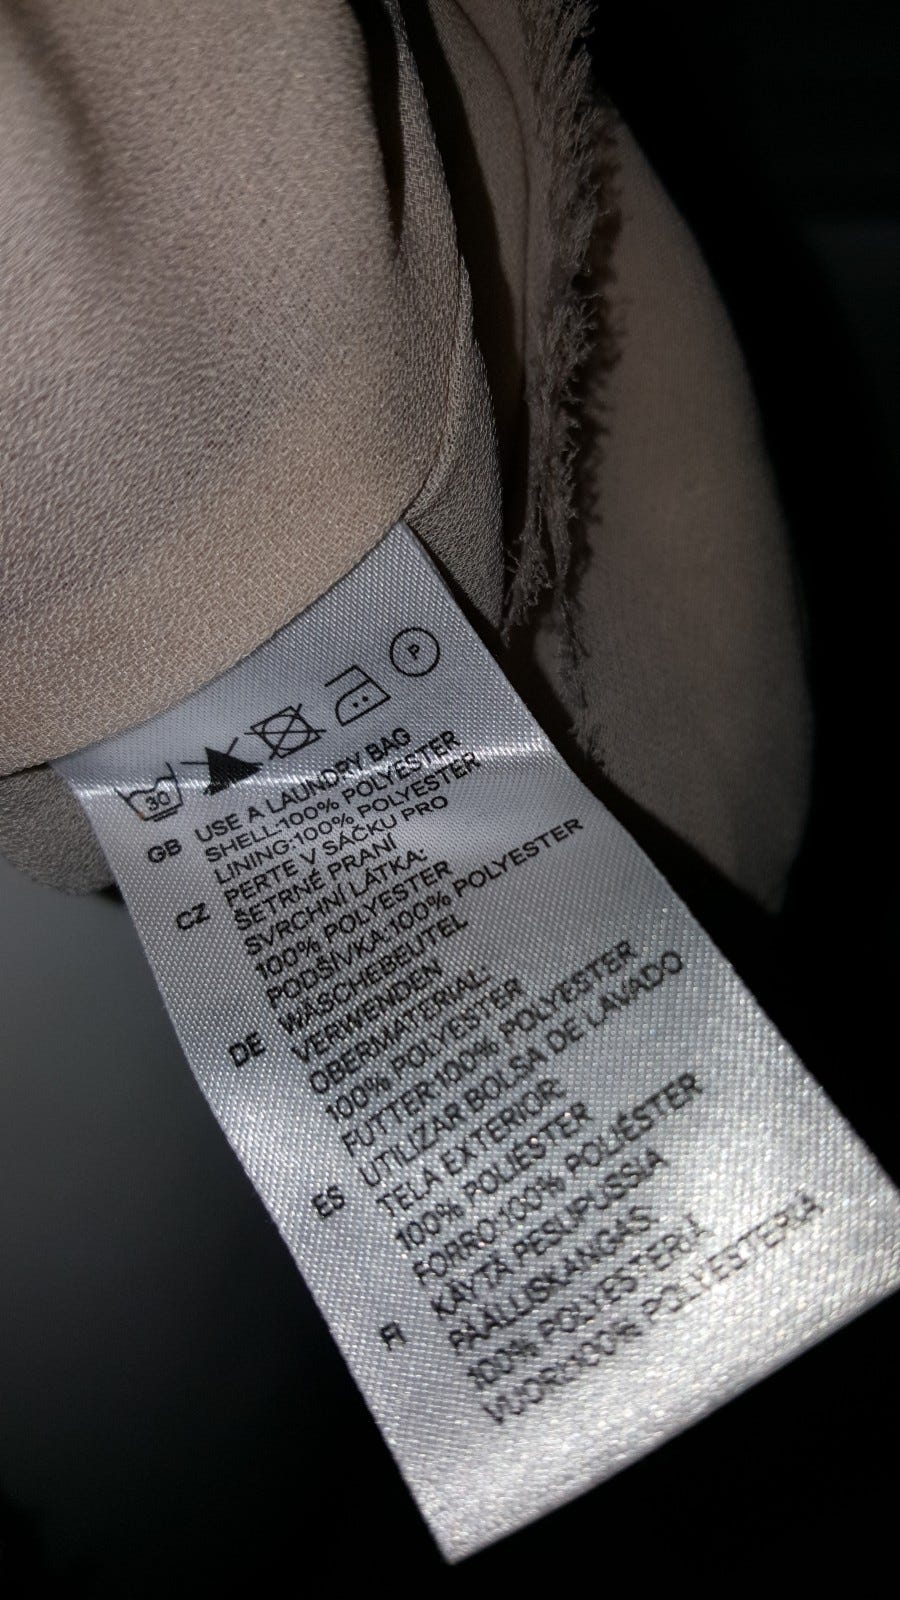 30
P
GB USE A LAUNDRY BAG
SHELL:100% POLYESTER
LINING:100% POLYESTER
CZ PERTE V SÁČKU PRO
ŠETRNÉ PRANÍ
SVRCHNÍ LÁTKA:
100% POLYESTER
PODŠÍVKA:100% POLYESTER
DE WÄSCHEBEUTEL
VERWENDEN
OBERMATERIAL:
100% POLYESTER
FUTTER:100% POLYESTER
ES UTILIZAR BOLSA DE LAVADO
TELA EXTERIOR
100% POLIESTER
FORRO:100% POLIÉSTER
FI KÄYTÄ PESUPUSSIA
PÄÄLLISKANGAS:
100% POLYESTERIÄ
VUORI:100% POLYESTERIÄ